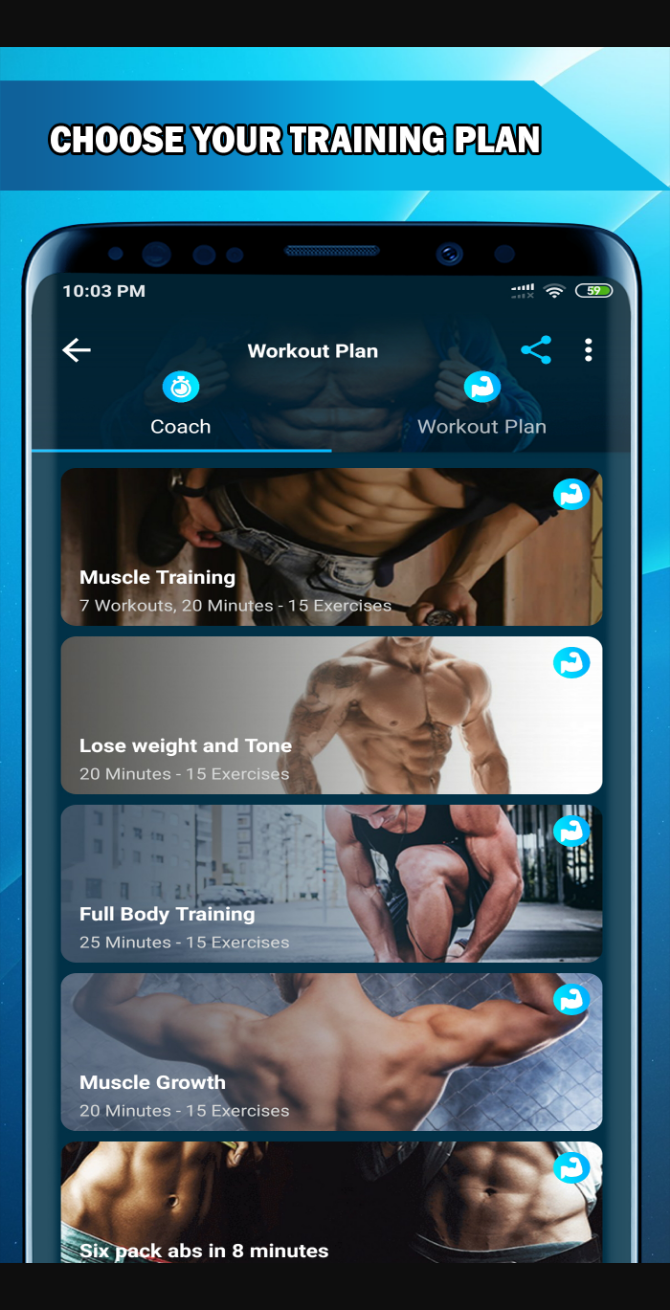 CHOOSE YOUR TRAINING PLAN
10:03 PM
59
Workout Plan
Coach
Workout Plan
Muscle Training
7 Workouts, 20 Minutes - 15 Exercises
Lose weight and Tone
20 Minutes - 15 Exercises
Full Body Training
25 Minutes - 15 Exercises
Muscle Growth
20 Minutes - 15 Exercises
Six pack abs in 8 minutes